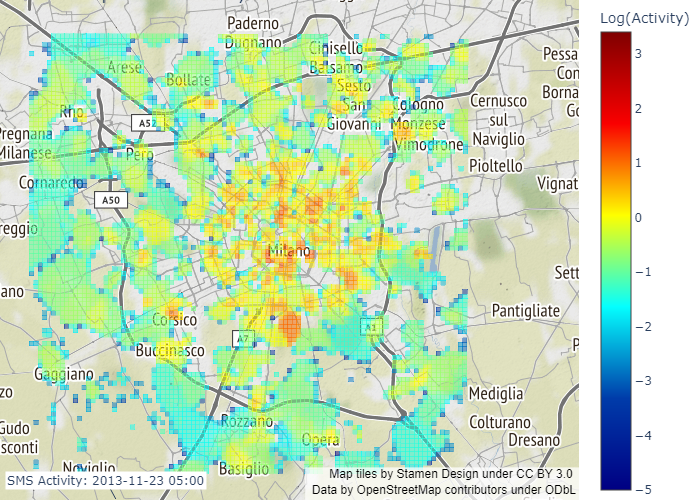 Log(Activity)
3
2
1
0
−1
−2
−3
−4
−5
Paderno
Dugnano
Cinisello
Balsamo
Arese
Bollate
Sesto
San
Giovanni
Cologno
Monzese
Cernusco
sul
Naviglio
Rho
A52
Pregnana
Milanese
Pero
Vimodrone
Pioltello
Cornaredo
A50
Vignat
reggio
Milano
Sett
ano
Corsico
A7
A1
Pantigliate
Buccinasco
Gaggiano
Mediglia
Rozzano
Colturano
Dresano
Gudo
sconti
Opera
Noviglio
Basiglio
Pessa
Con
Borna
Go
zo
P
SMS Activity: 2013-11-23 05:00
Map tiles by Stamen Design under CC BY 3.0
Data by OpenStreetMap contributors under ODbL